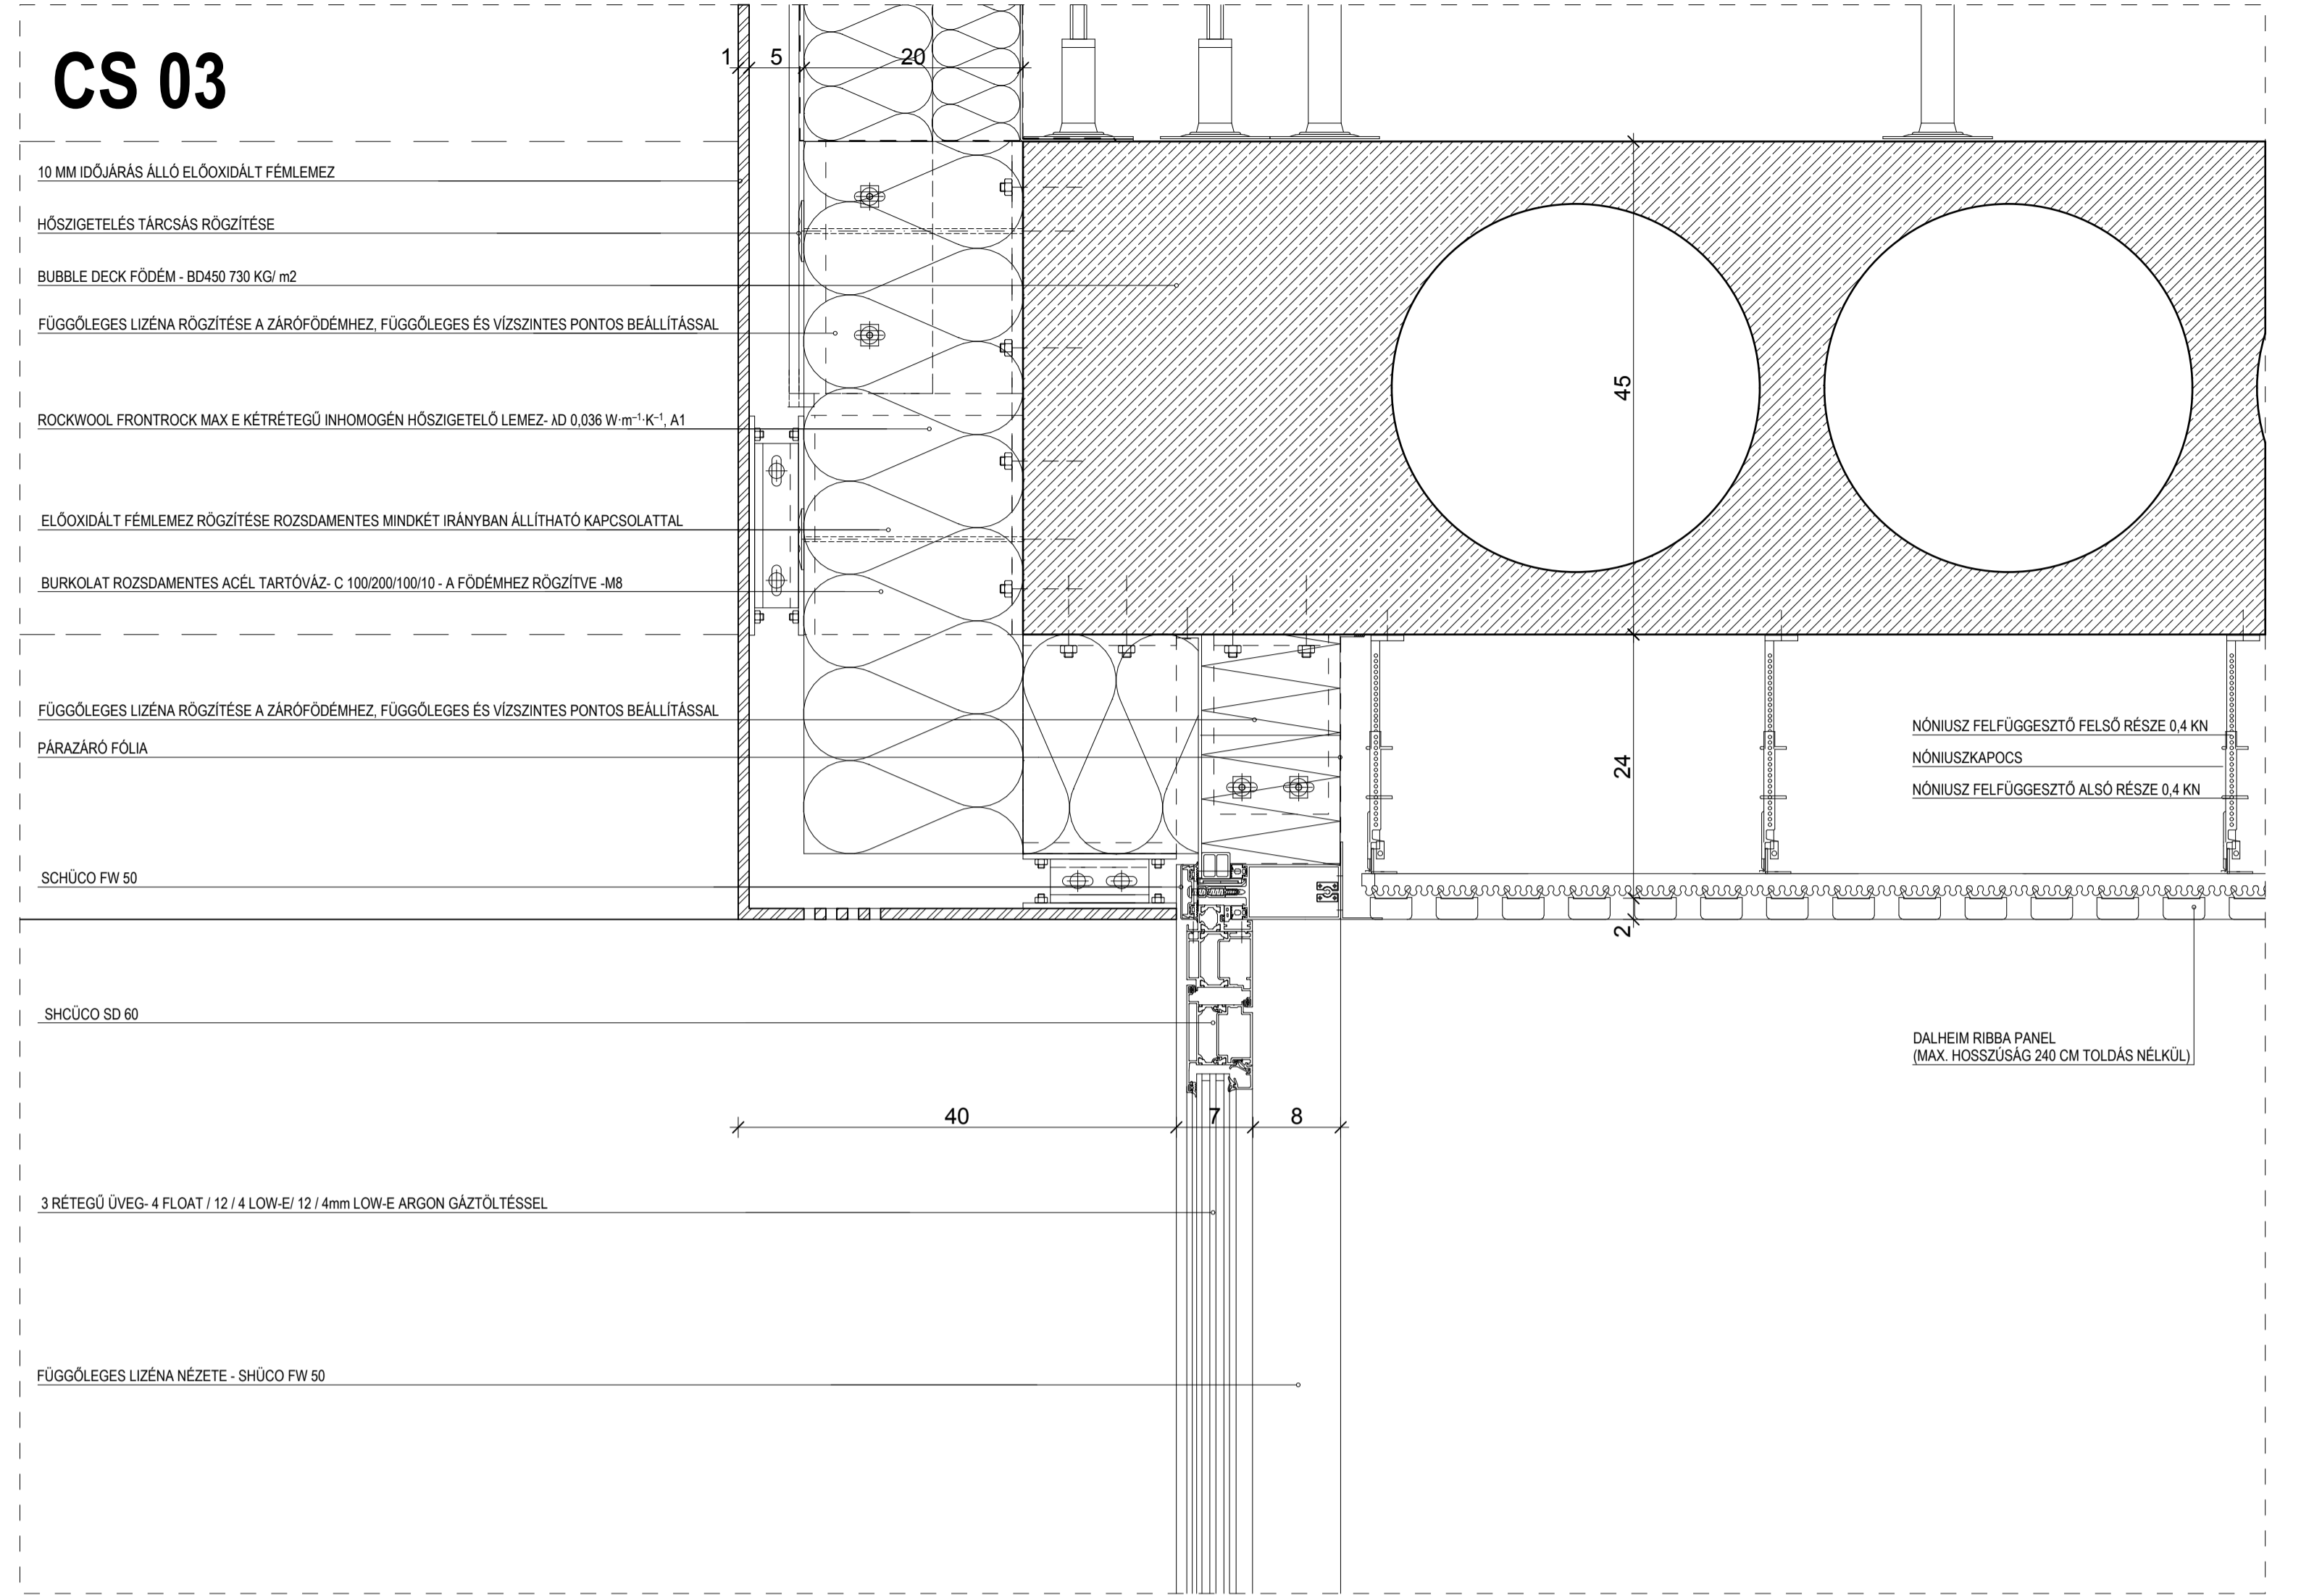 CS 03
1 5 20
10 MM IDŐJÁRÁS ÁLLÓ ELŐOXIDÁLT FÉMLEMEZ
HŐSZIGETELÉS TÁRCSÁS RÖGZÍTÉSE
BUBBLE DECK FÖDÉM - BD450 730 KG/ m2
FÜGGŐLEGES LIZÉNA RÖGZÍTÉSE A ZÁRÓFÖDÉMHEZ, FÜGGŐLEGES ÉS VÍZSZINTES PONTOS BEÁLLÍTÁSSAL
45
ROCKWOOL FRONTROCK MAX E KÉTRÉTEGŰ INHOMOGÉN HŐSZIGETELŐ LEMEZ- λD 0,036 W·m⁻¹·K⁻¹, A1
ELŐOXIDÁLT FÉMLEMEZ RÖGZÍTÉSE ROZSDAMENTES MINDKÉT IRÁNYBAN ÁLLÍTHATÓ KAPCSOLATTAL
BURKOLAT ROZSDAMENTES ACÉL TARTÓVÁZ- C 100/200/100/10 - A FÖDÉMHEZ RÖGZÍTVE -M8
FÜGGŐLEGES LIZÉNA RÖGZÍTÉSE A ZÁRÓFÖDÉMHEZ, FÜGGŐLEGES ÉS VÍZSZINTES PONTOS BEÁLLÍTÁSSAL
PÁRAZÁRÓ FÓLIA
24
NÓNIUSZ FELFÜGGESZTŐ FELSŐ RÉSZE 0,4 KN
NÓNIUSZKAPOCS
NÓNIUSZ FELFÜGGESZTŐ ALSÓ RÉSZE 0,4 KN
SCHÜCO FW 50
2
SHCÜCO SD 60
DALHEIM RIBBA PANEL
(MAX. HOSSZÚSÁG 240 CM TOLDÁS NÉLKÜL)
40 7 8
3 RÉTEGŰ ÜVEG- 4 FLOAT / 12 / 4 LOW-E/ 12 / 4mm LOW-E ARGON GÁZTÖLTÉSSEL
FÜGGŐLEGES LIZÉNA NÉZETE - SHÜCO FW 50